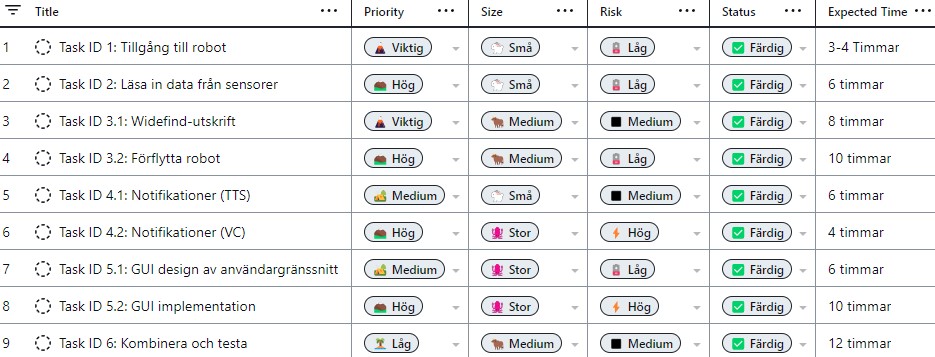 Title Priority Size Risk Status Expected Time
1 Task ID 1: Tillgång till robot Viktig Små Låg Färdig 3-4 Timmar
2 Task ID 2: Läsa in data från sensorer Hög Små Låg Färdig 6 timmar
3 Task ID 3.1: Widefind-utskrift Viktig Medium Medium Färdig 8 timmar
4 Task ID 3.2: Förflytta robot Hög Medium Låg Färdig 10 timmar
5 Task ID 4.1: Notifikationer (TTS) Medium Små Medium Färdig 6 timmar
6 Task ID 4.2: Notifikationer (VC) Hög Stor Hög Färdig 4 timmar
7 Task ID 5.1: GUI design av användargränssnitt Medium Stor Låg Färdig 6 timmar
8 Task ID 5.2: GUI implementation Hög Stor Hög Färdig 10 timmar
9 Task ID 6: Kombinera och testa Låg Medium Medium Färdig 12 timmar